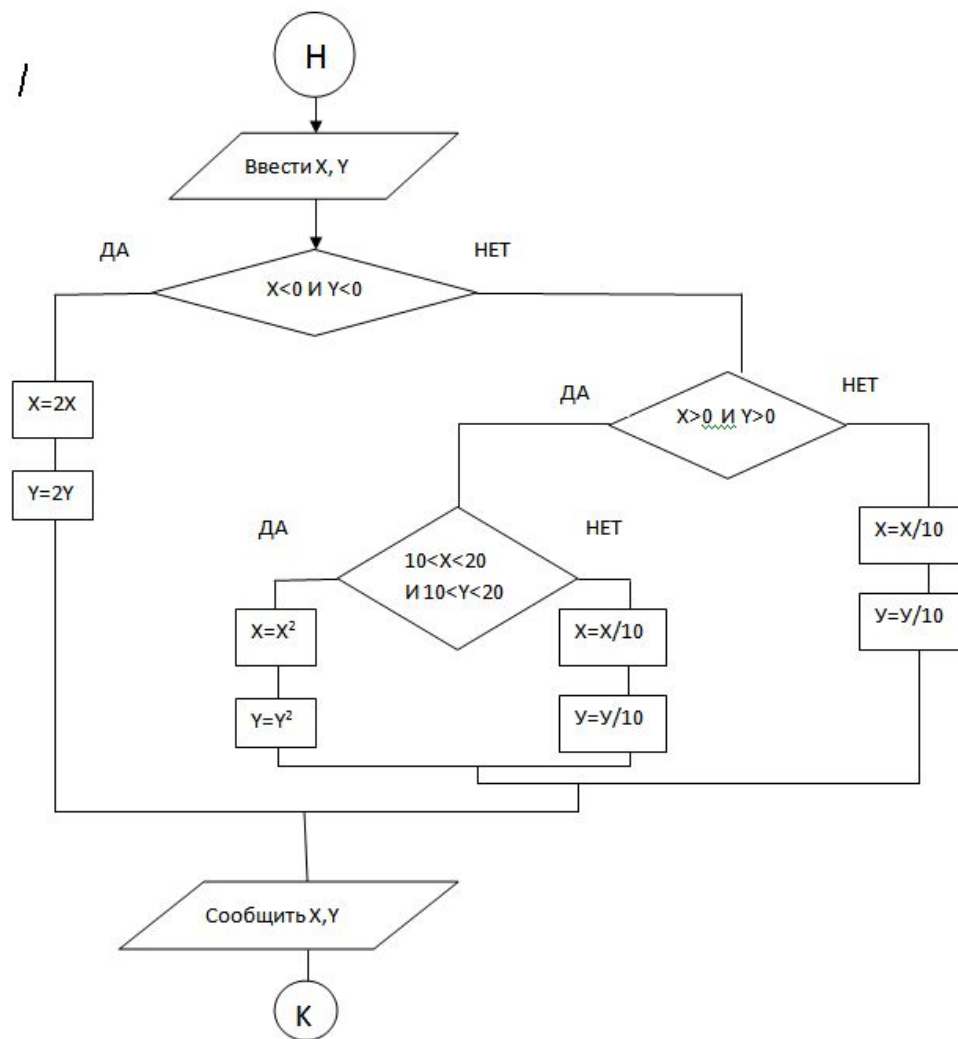 Н
/
Ввести X, Y
ДА
НЕТ
X<0 И Y<0
X=2X
Y=2Y
ДА
НЕТ
X>0 И Y>0
ДА
НЕТ
10<X<20
И 10<Y<20
X=X²
Y=Y²
X=X/10
У=У/10
X=X/10
У=У/10
Сообщить X,Y
К